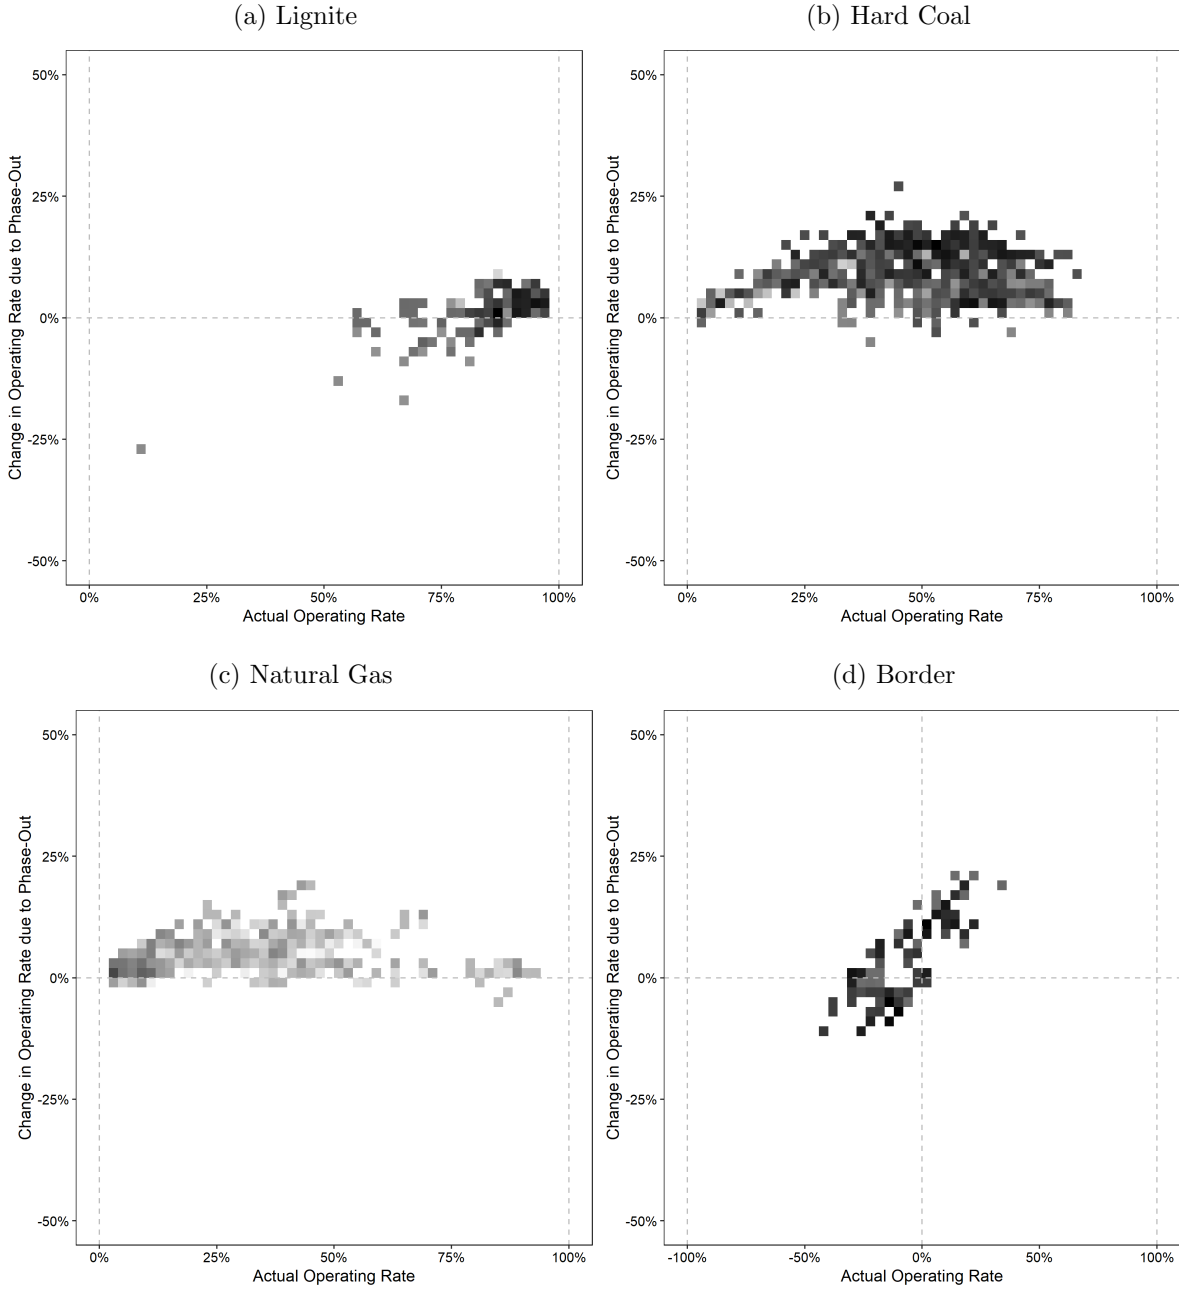 (a) Lignite
50%
25%
0%
-25%
-50%
Change in Operating Rate due to Phase-Out
0% 25% 50% 75% 100%
Actual Operating Rate
(b) Hard Coal
50%
25%
0%
-25%
-50%
Change in Operating Rate due to Phase-Out
0% 25% 50% 75% 100%
Actual Operating Rate
(c) Natural Gas
50%
25%
0%
-25%
-50%
Change in Operating Rate due to Phase-Out
0% 25% 50% 75% 100%
Actual Operating Rate
(d) Border
50%
25%
0%
-25%
-50%
Change in Operating Rate due to Phase-Out
-100% -50% 0% 50% 100%
Actual Operating Rate